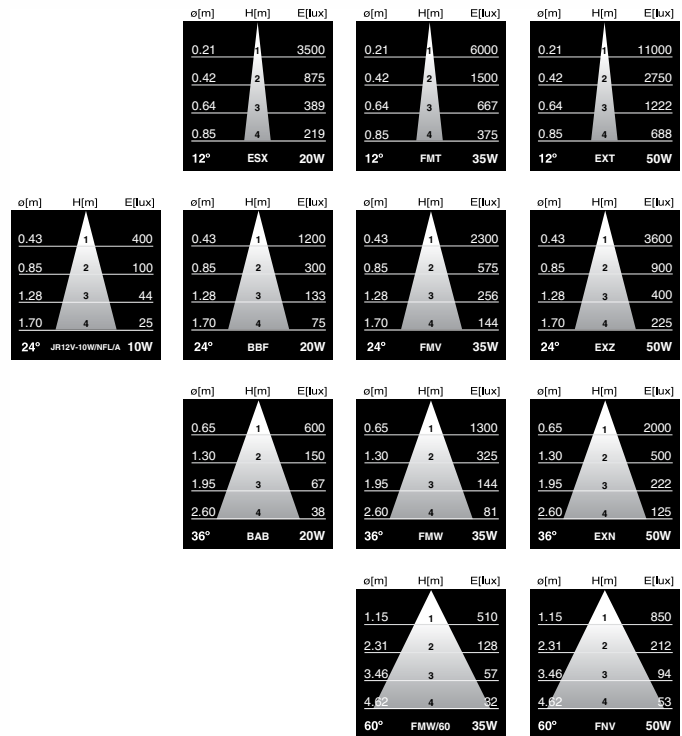 ø[m] H[m] E[lux]
0.21 1 3500
0.42 2 875
0.64 3 389
0.85 4 219
12° ESX 20W
ø[m] H[m] E[lux]
0.21 1 6000
0.42 2 1500
0.64 3 667
0.85 4 375
12° FMT 35W
ø[m] H[m] E[lux]
0.21 1 11000
0.42 2 2750
0.64 3 1222
0.85 4 688
12° EXT 50W
ø[m] H[m] E[lux]
0.43 1 400
0.85 2 100
1.28 3 44
1.70 4 25
24° JR12V-10W/NFL/A 10W
ø[m] H[m] E[lux]
0.43 1 1200
0.85 2 300
1.28 3 133
1.70 4 75
24° BBF 20W
ø[m] H[m] E[lux]
0.43 1 2300
0.85 2 575
1.28 3 256
1.70 4 144
24° FMV 35W
ø[m] H[m] E[lux]
0.43 1 3600
0.85 2 900
1.28 3 400
1.70 4 225
24° EXZ 50W
ø[m] H[m] E[lux]
0.65 1 600
1.30 2 150
1.95 3 67
2.60 4 38
36° BAB 20W
ø[m] H[m] E[lux]
0.65 1 1300
1.30 2 325
1.95 3 144
2.60 4 81
36° FMW 35W
ø[m] H[m] E[lux]
0.65 1 2000
1.30 2 500
1.95 3 222
2.60 4 125
36° EXN 50W
ø[m] H[m] E[lux]
1.15 1 510
2.31 2 128
3.46 3 57
4.62 4 32
60° FMW/60 35W
ø[m] H[m] E[lux]
1.15 1 850
2.31 2 212
3.46 3 94
4.62 4 53
60° FNV 50W